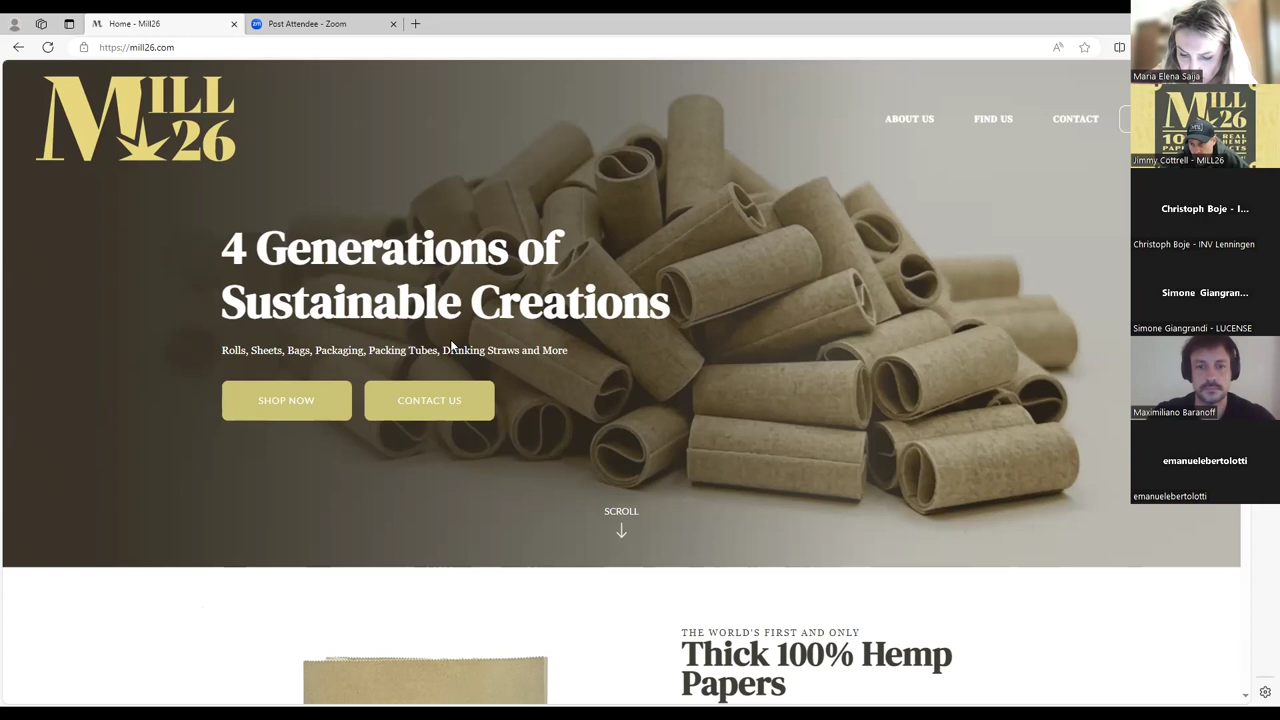 Home - Mill26
Post Attendee - Zoom
https://mill26.com
MILL
26
ABOUT US
FIND US
CONTACT
4 Generations of
Sustainable Creations
Rolls, Sheets, Bags, Packaging, Packing Tubes, Drinking Straws and More
SHOP NOW
CONTACT US
SCROLL
THE WORLD'S FIRST AND ONLY
Thick 100% Hemp
Papers
Maria Elena Saija
MILL
26
Jimmy Cottrell - MILL26
Christoph Boje - I...
Christoph Boje - INV Lenningen
Simone Giangran...
Simone Giangrandi - LUCENSE
Maximiliano Baranoff
emanuelebertolotti
emanuelebertolotti